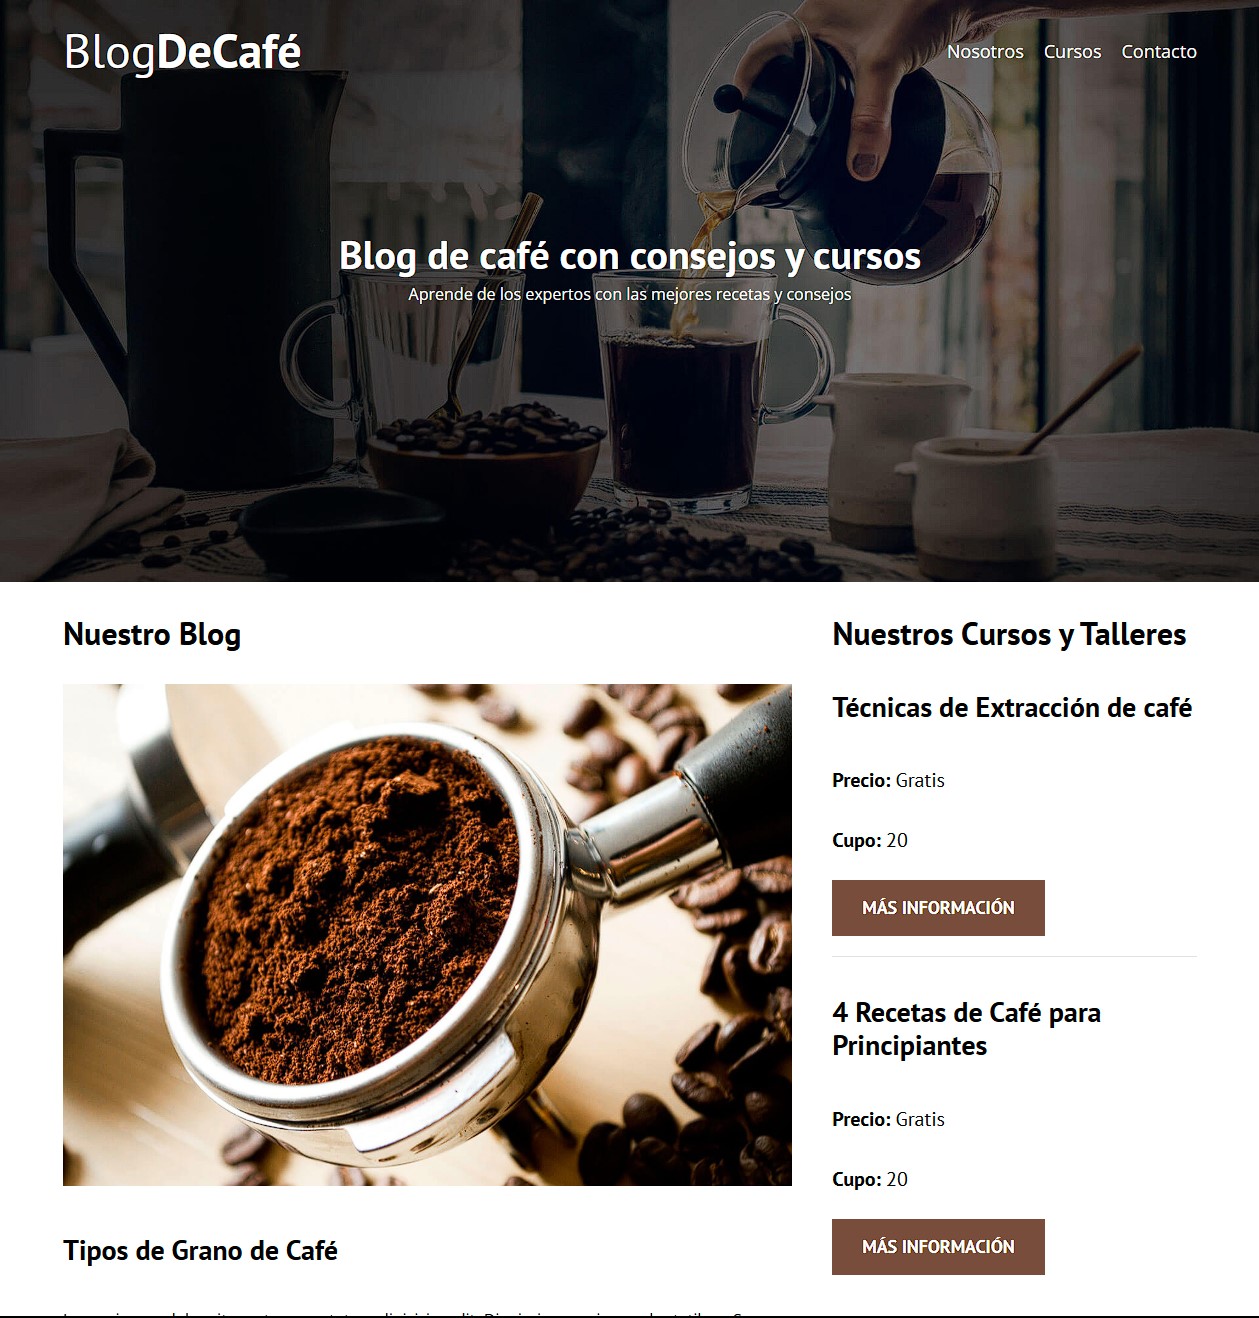 BlogDeCafé
Nosotros Cursos Contacto
Blog de café con consejos y cursos
Aprende de los expertos con las mejores recetas y consejos
Nuestro Blog
Tipos de Grano de Café
Nuestros Cursos y Talleres
Técnicas de Extracción de café
Precio: Gratis
Cupo: 20
MÁS INFORMACIÓN
4 Recetas de Café para
Principiantes
Precio: Gratis
Cupo: 20
MÁS INFORMACIÓN